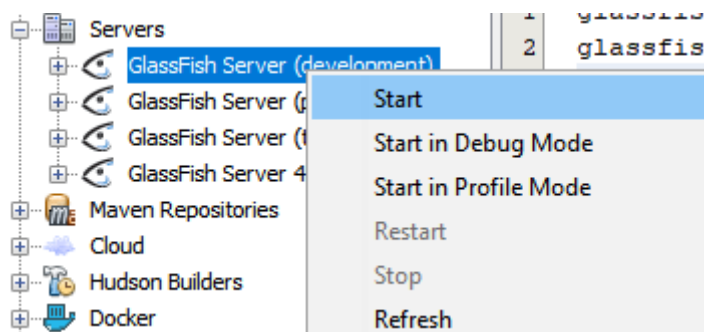 Servers
GlassFish Server (development)
GlassFish Server (
GlassFish Server (
GlassFish Server 4
Maven Repositories
Cloud
Hudson Builders
Docker
Start
Start in Debug Mode
Start in Profile Mode
Restart
Stop
Refresh
1
2 glassfis